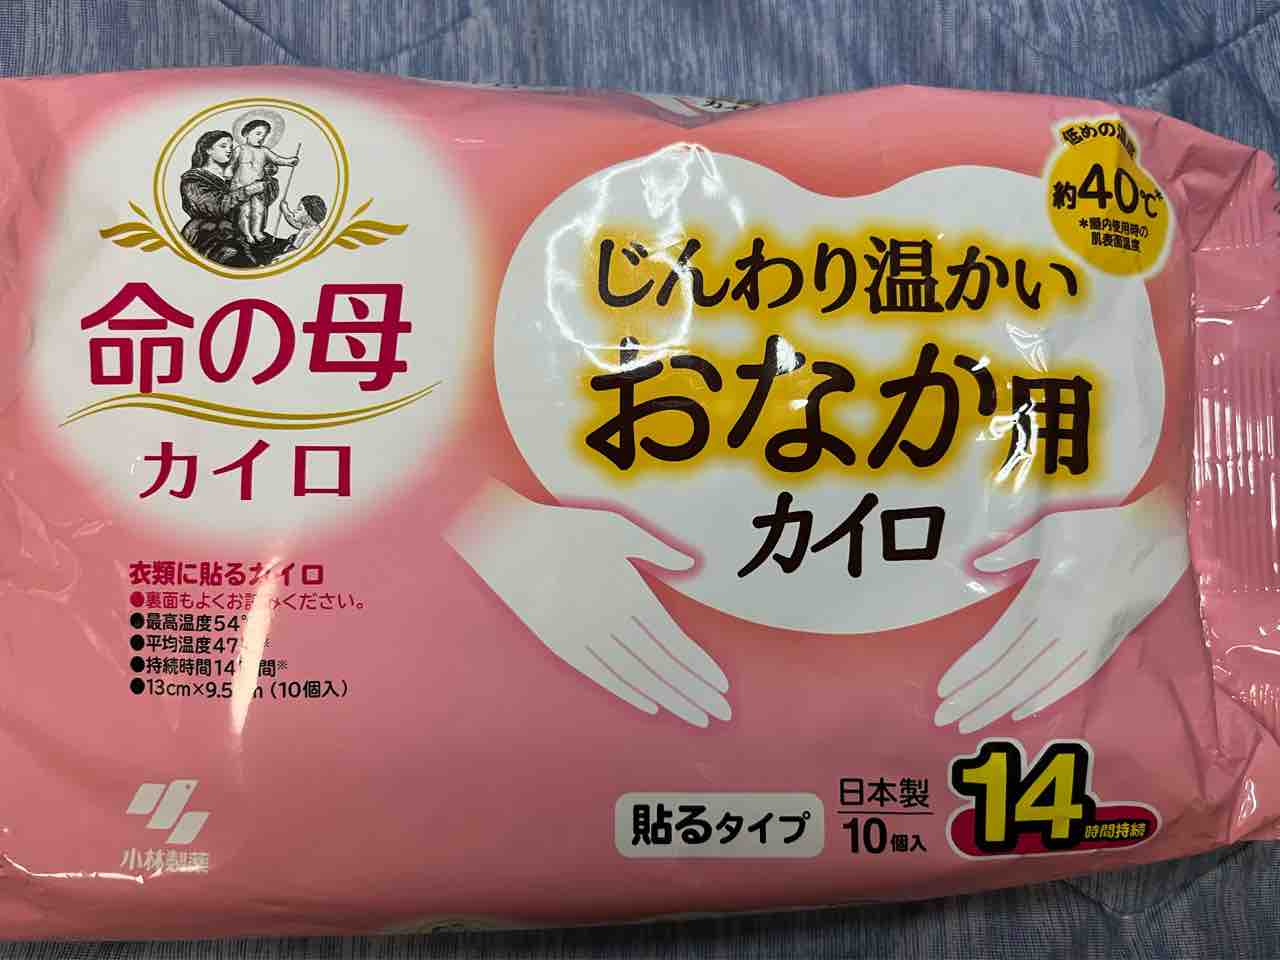 命の母
カイロ
衣類に貼るカイロ
●裏面もよくお読みください。
●最高温度54°
●平均温度47
●持続時間14時間※
●13cm×9.5cm(10個入)
小林製薬
低めの温度
約40℃*
*屋内使用時の
肌表面温度
じんわり温かい
おなか用
カイロ
貼るタイプ
日本製
10個入
14
時間持続